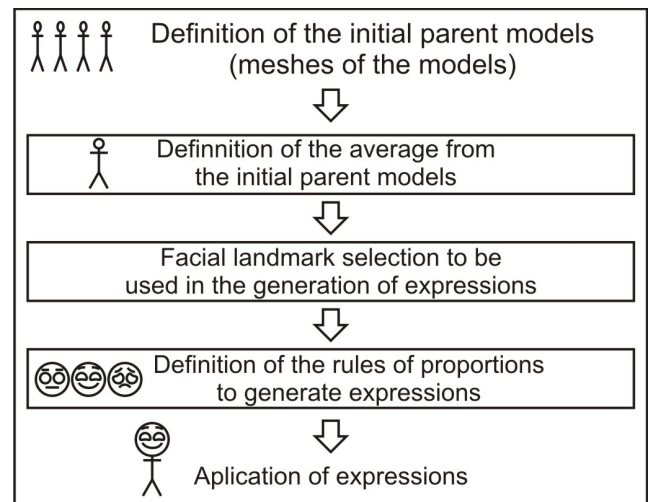 Definition of the initial parent models
(meshes of the models)
Definnition of the average from
the initial parent models
Facial landmark selection to be
used in the generation of expressions
Definition of the rules of proportions
to generate expressions
Aplication of expressions